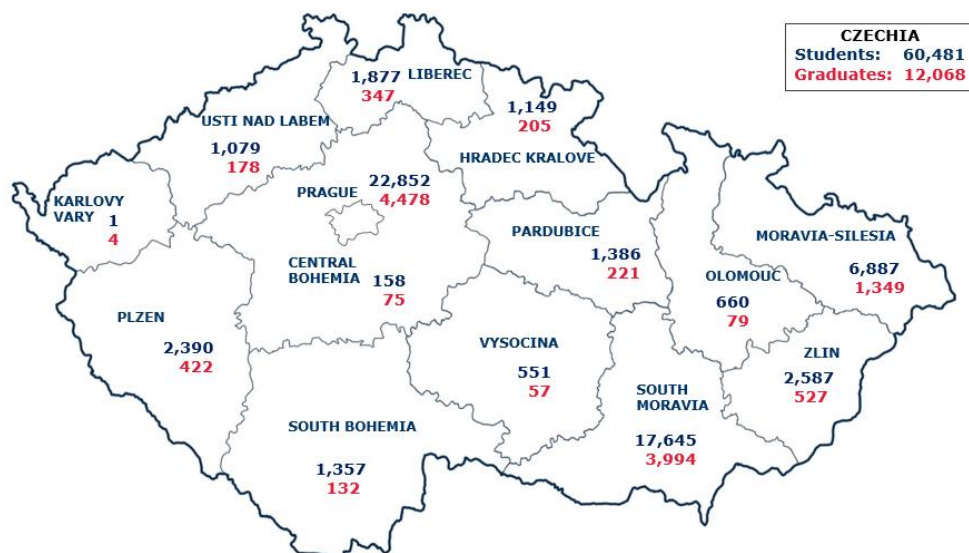 CZECHIA
Students: 60,481
Graduates: 12,068
1,877 LIBEREC
347
1,149
205
HRADEC KRALOVE
USTI NAD LABEM
1,079
178
KARLOVY
VARY 1
4
PRAGUE 22,852
4,478
CENTRAL
BOHEMIA 158
75
PARDUBICE
1,386
221
MORAVIA-SILESIA
6,887
1,349
OLOMOUC
660
79
PLZEN
2,390
422
VYSOCINA
551
57
ZLIN
2,587
527
SOUTH
MORAVIA
17,645
3,994
SOUTH BOHEMIA
1,357
132